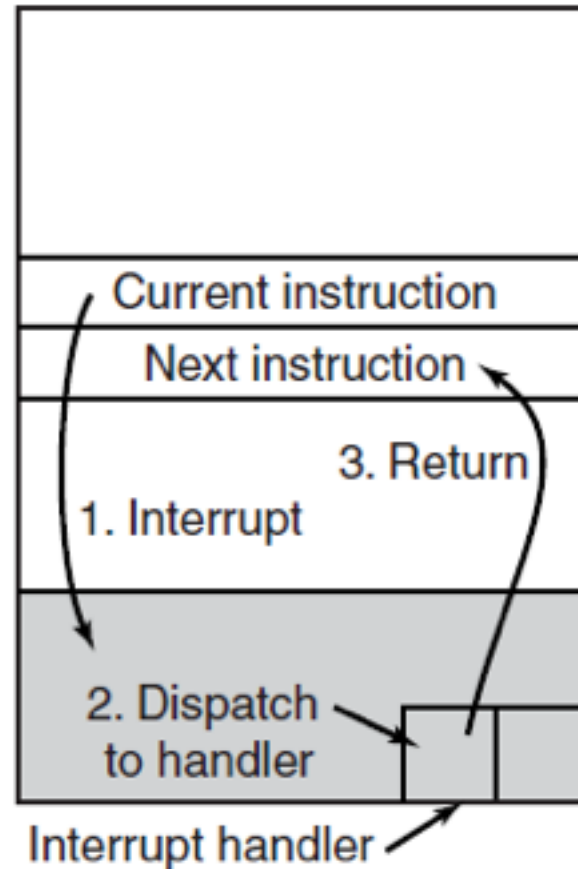 Current instruction
Next instruction
3. Return
1. Interrupt
2. Dispatch
to handler
Interrupt handler